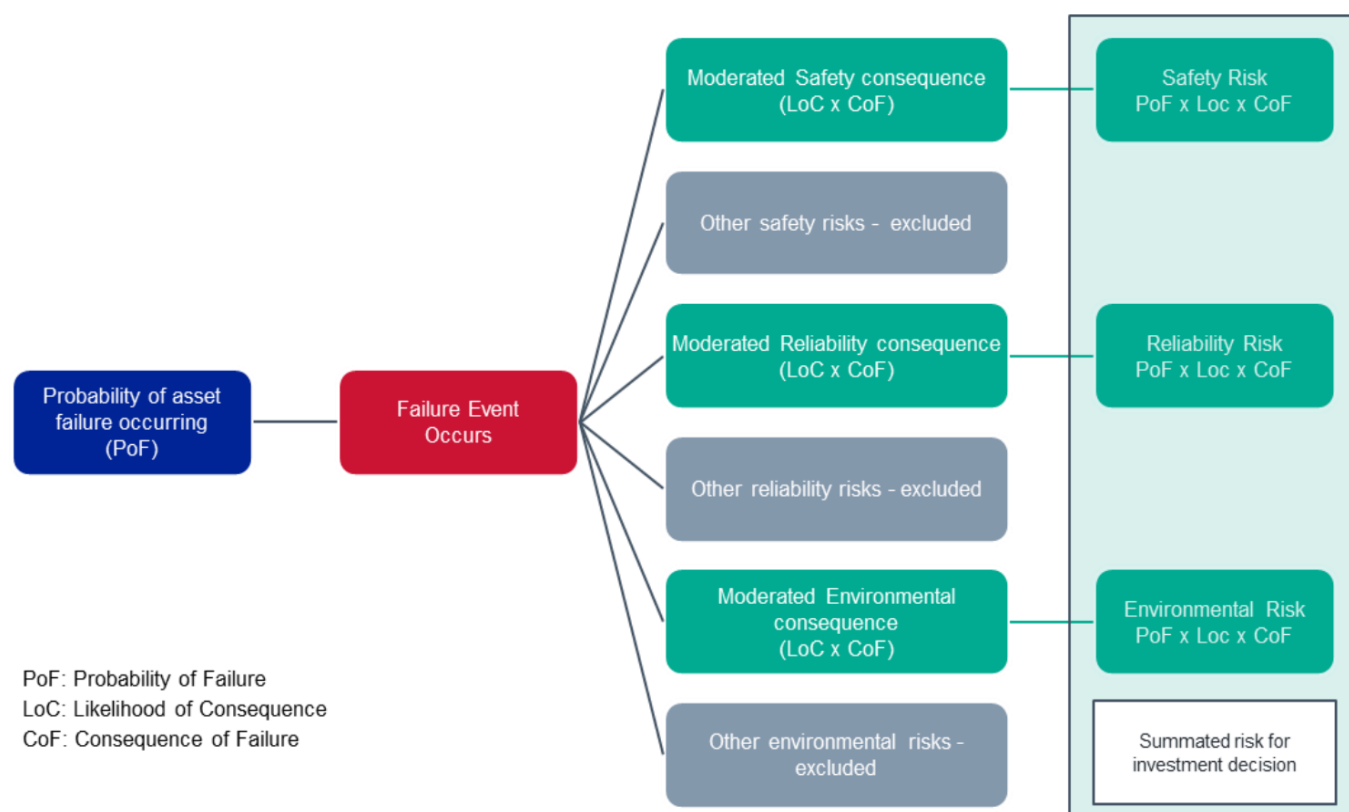 Probability of asset
failure occurring
(PoF)
Failure Event
Occurs
Moderated Safety consequence
(LoC x CoF)
Safety Risk
PoF x Loc x CoF
Other safety risks - excluded
Moderated Reliability consequence
(LoC x CoF)
Reliability Risk
PoF x Loc x CoF
Other reliability risks - excluded
Moderated Environmental
consequence
(LoC x CoF)
Environmental Risk
PoF x Loc x CoF
Other environmental risks -
excluded
Summated risk for
investment decision
PoF: Probability of Failure
LoC: Likelihood of Consequence
CoF: Consequence of Failure